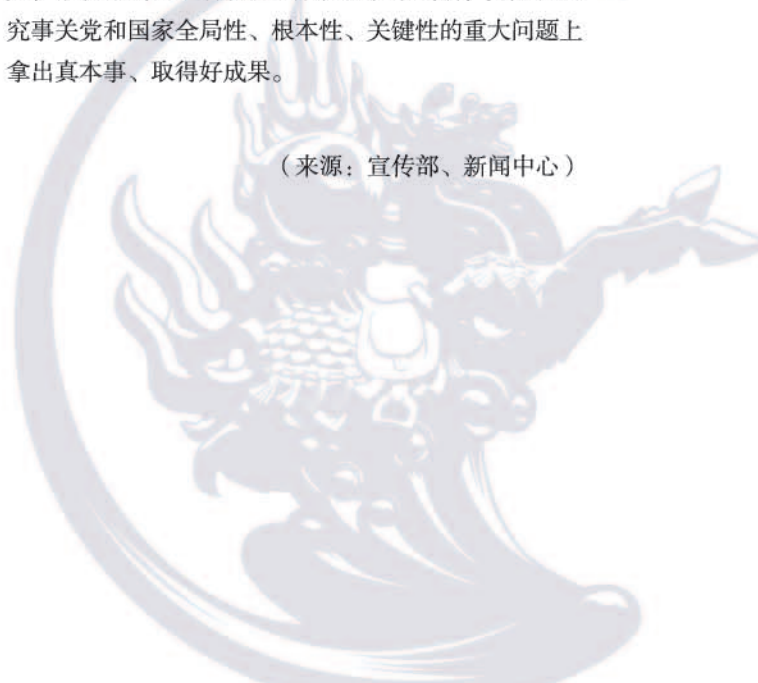 究事关党和国家全局性、根本性、关键性的重大问题上
拿出真本事、取得好成果。
（来源：宣传部、新闻中心）